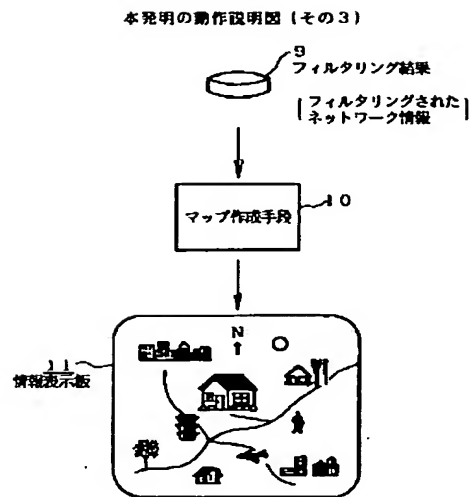 本発明の動作説明図(その3)
9
フィルタリング結果
フィルタリングされた
ネットワーク情報
10
マップ作成手段
11
情報表示板
N